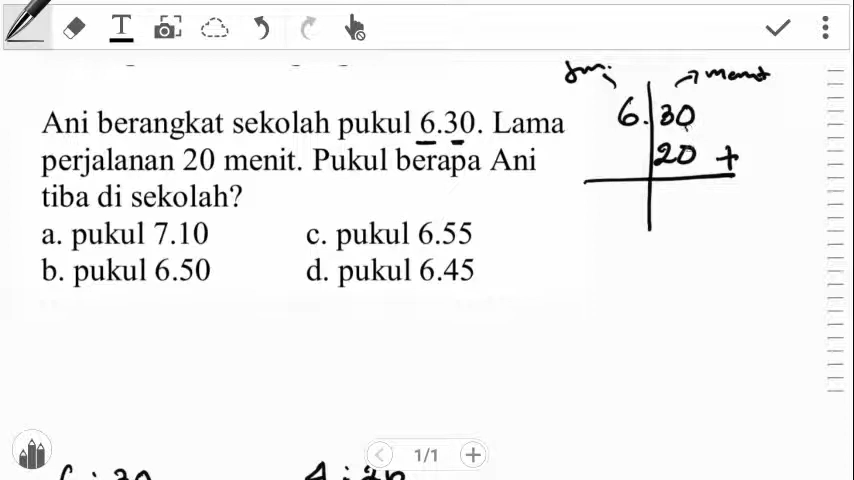 T
Ani berangkat sekolah pukul 6.30. Lama
perjalanan 20 menit. Pukul berapa Ani
tiba di sekolah?
a. pukul 7.10
c. pukul 6.55
b. pukul 6.50
d. pukul 6.45
menit
6.30
20 +
1/1